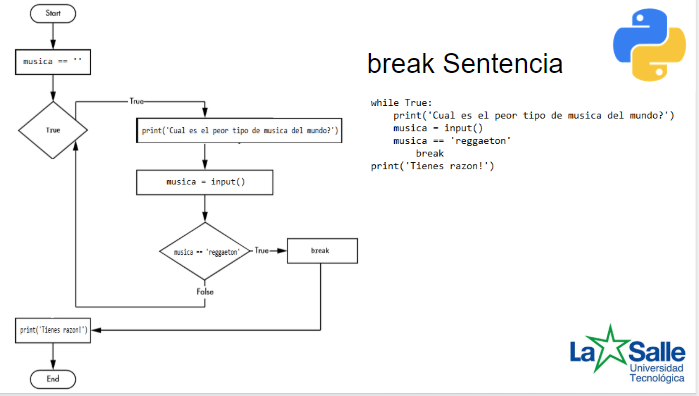 Start
musica == ''
True
True
print('Cual es el peor tipo de musica del mundo?')
musica = input()
musica == 'reggaeton'
True
break
False
print('Tienes razon!')
End
break Sentencia
while True:
    print('Cual es el peor tipo de musica del mundo?')
    musica = input()
    musica == 'reggaeton'
        break
print('Tienes razon!')
La Salle
Universidad
Tecnológica